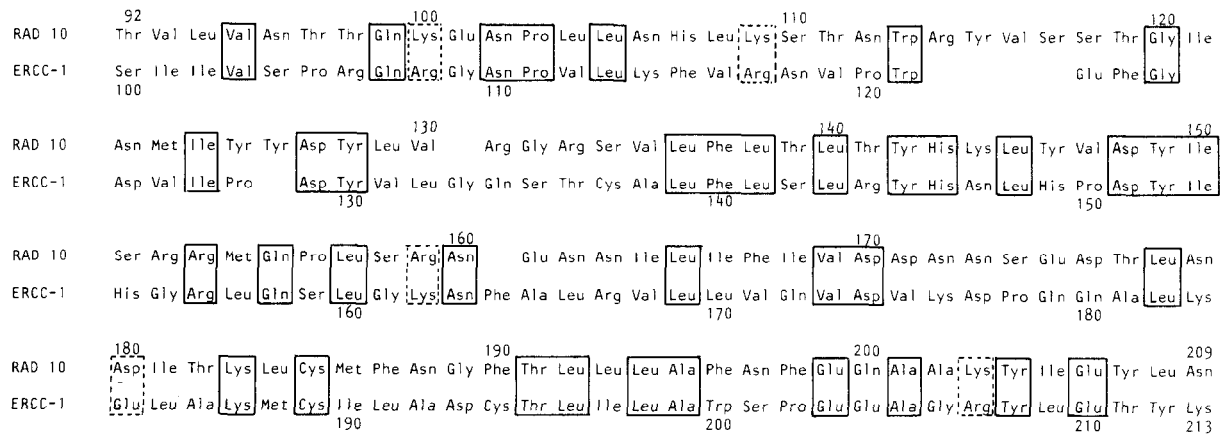 92 100 110 120
RAD 10 Thr Val Leu Val Asn Thr Thr Gln Lys Glu Asn Pro Leu Leu Asn His Leu Lys Ser Thr Asn Trp Arg Tyr Val Ser Ser Thr Gly Ile
ERCC-1 Ser Ile Ile Val Ser Pro Arg Gln Arg Gly Asn Pro Val Leu Lys Phe Val Arg Asn Val Pro Trp Glu Phe Gly
100 110 120
130 140 150
RAD 10 Asn Met Ile Tyr Tyr Asp Tyr Leu Val Arg Gly Arg Ser Val Leu Phe Leu Thr Leu Thr Tyr His Lys Leu Tyr Val Asp Tyr Ile
ERCC-1 Asp Val Ile Pro Asp Tyr Val Leu Gly Gln Ser Thr Cys Ala Leu Phe Leu Ser Leu Arg Tyr His Asn Leu His Pro Asp Tyr Ile
130 140 150
160 170
RAD 10 Ser Arg Arg Met Gln Pro Leu Ser Arg Asn Glu Asn Asn Ile Leu Ile Phe Ile Val Asp Asp Asn Asn Ser Glu Asp Thr Leu Asn
ERCC-1 His Gly Arg Leu Gln Ser Leu Gly Lys Asn Phe Ala Leu Arg Val Leu Leu Val Gln Val Asp Val Lys Asp Pro Gln Gln Ala Leu Lys
160 170 180
180 190 200 209
RAD 10 Asp Ile Thr Lys Leu Cys Met Phe Asn Gly Phe Thr Leu Leu Leu Ala Phe Asn Phe Glu Gln Ala Ala Lys Tyr Ile Glu Tyr Leu Asn
ERCC-1 Glu Leu Ala Lys Met Cys Ile Leu Ala Asp Cys Thr Leu Ile Leu Ala Trp Ser Pro Glu Glu Ala Gly Arg Tyr Leu Glu Thr Tyr Lys
190 200 210 213